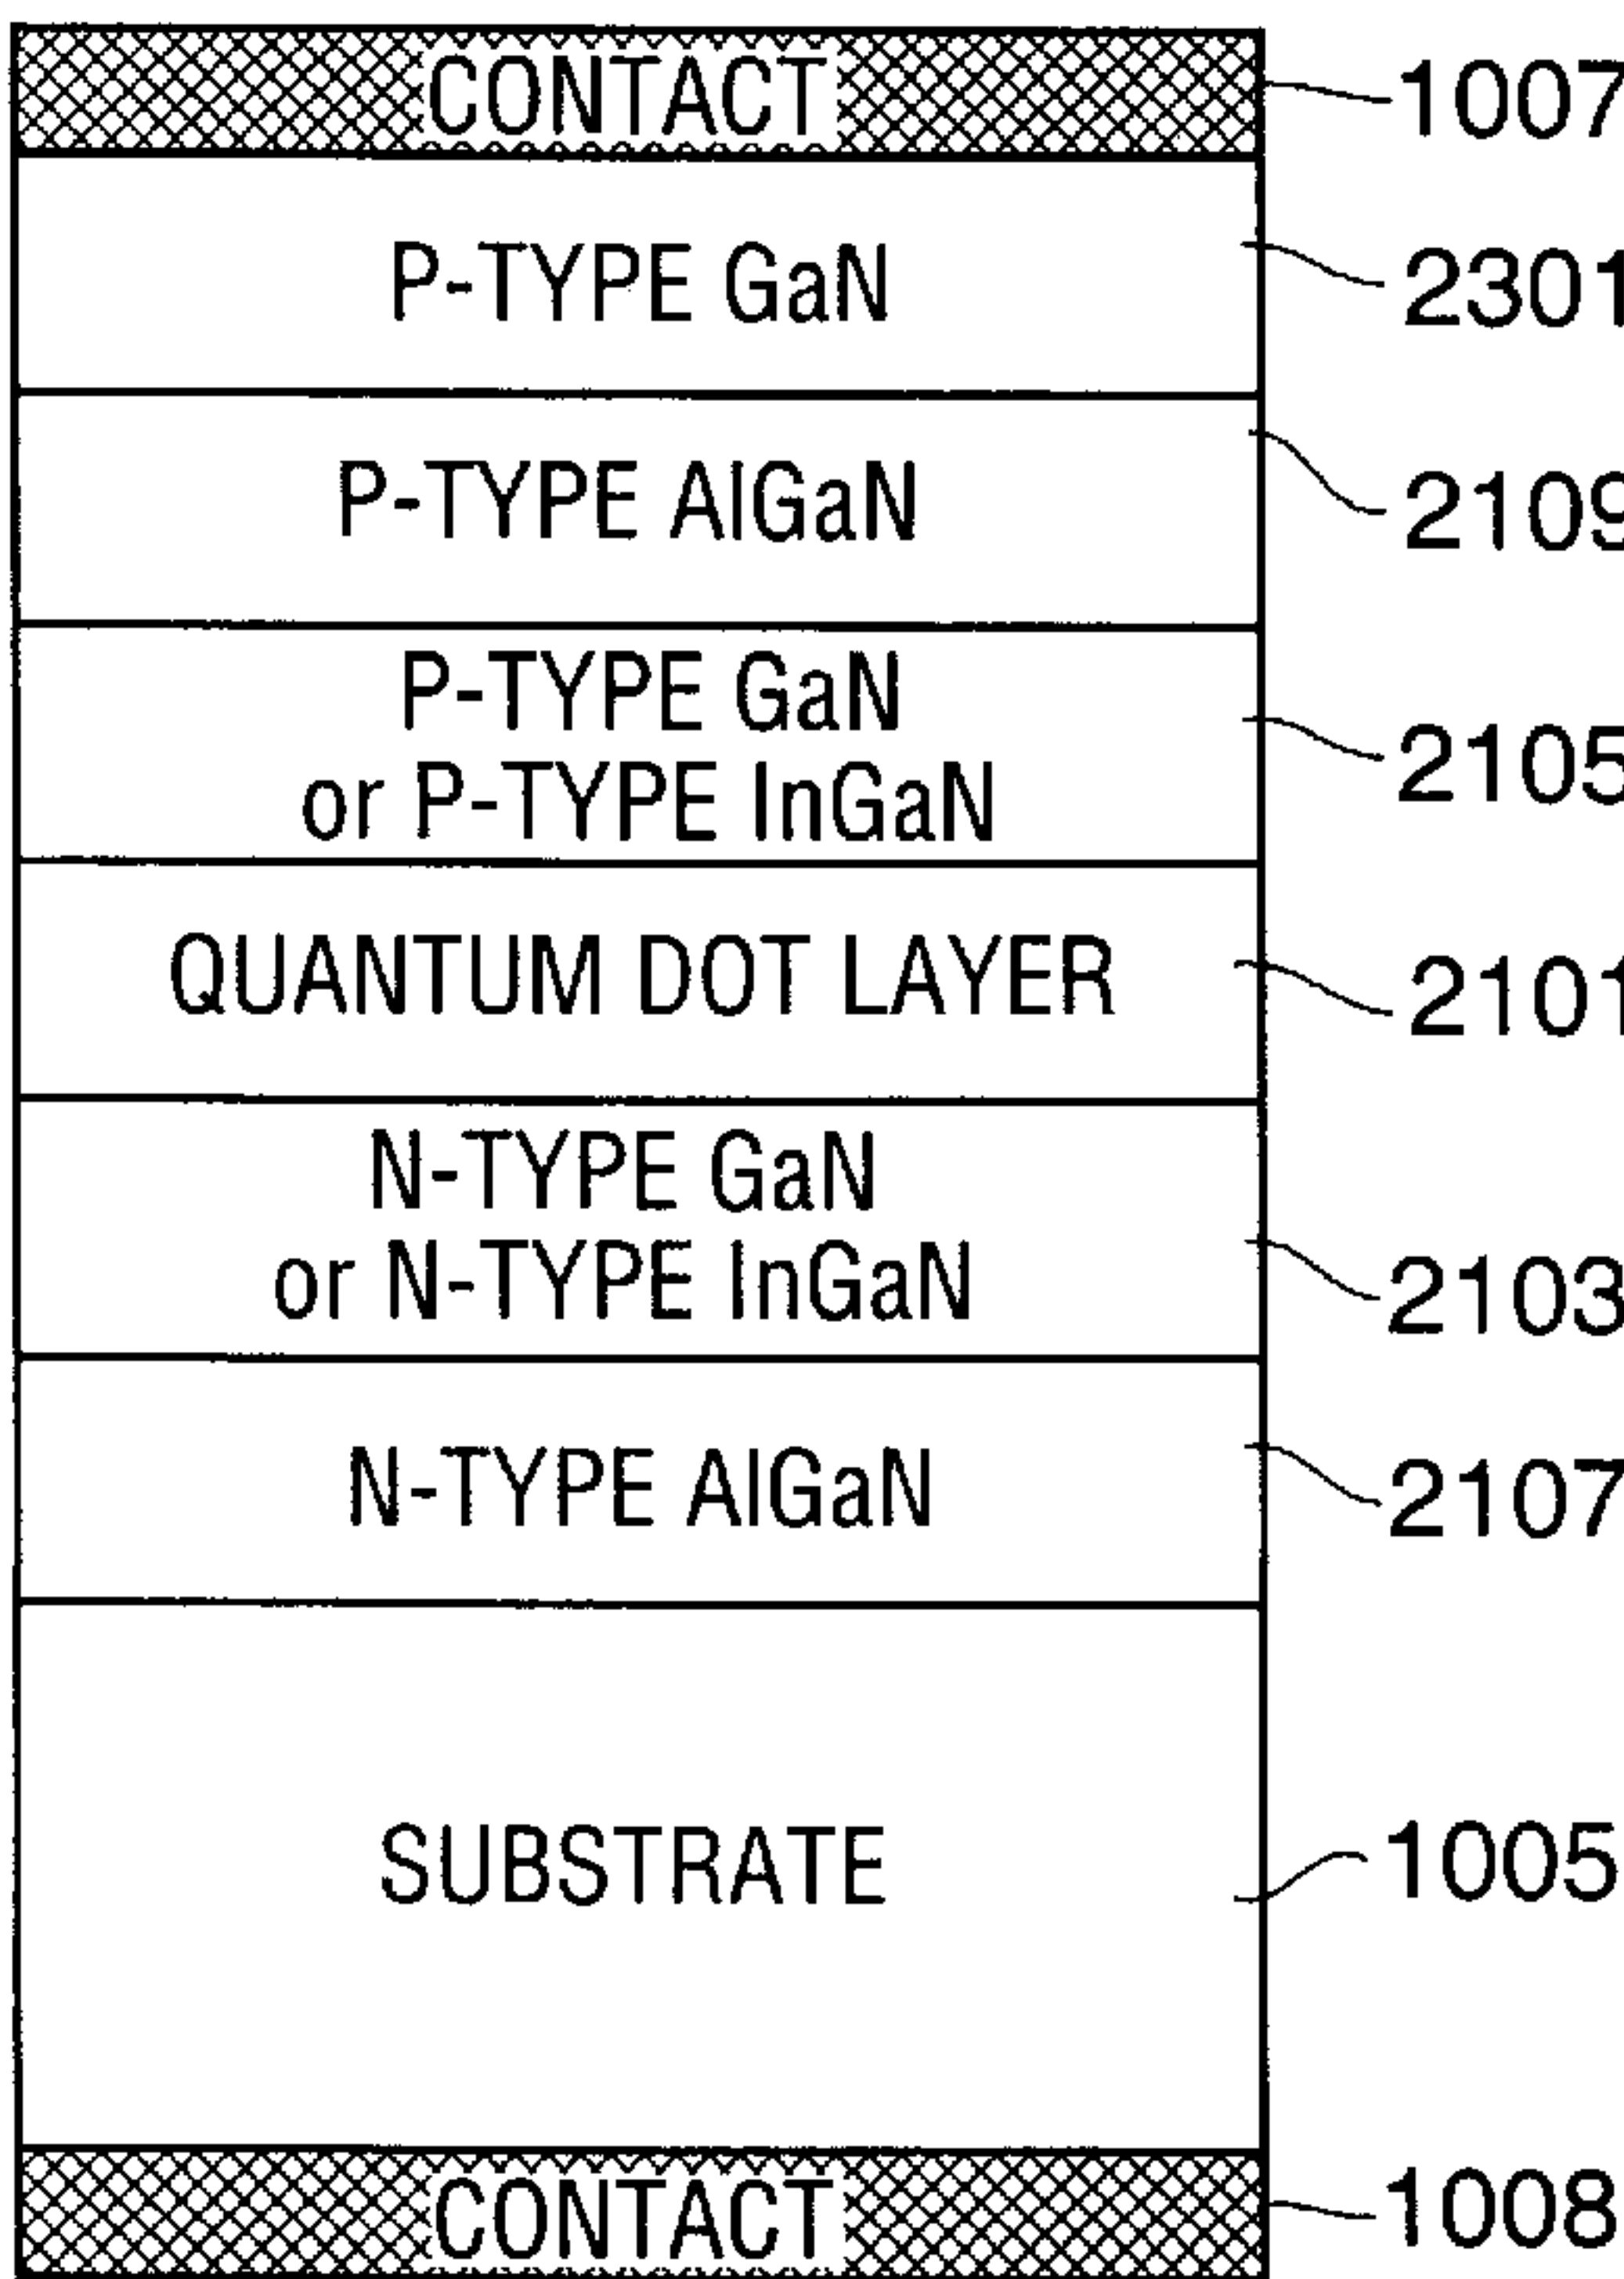 CONTACT 1007
P-TYPE GaN 2301
P-TYPE AlGaN 2109
P-TYPE GaN
or P-TYPE InGaN 2105
QUANTUM DOT LAYER 2101
N-TYPE GaN
or N-TYPE InGaN 2103
N-TYPE AlGaN 2107
SUBSTRATE 1005
CONTACT 1008